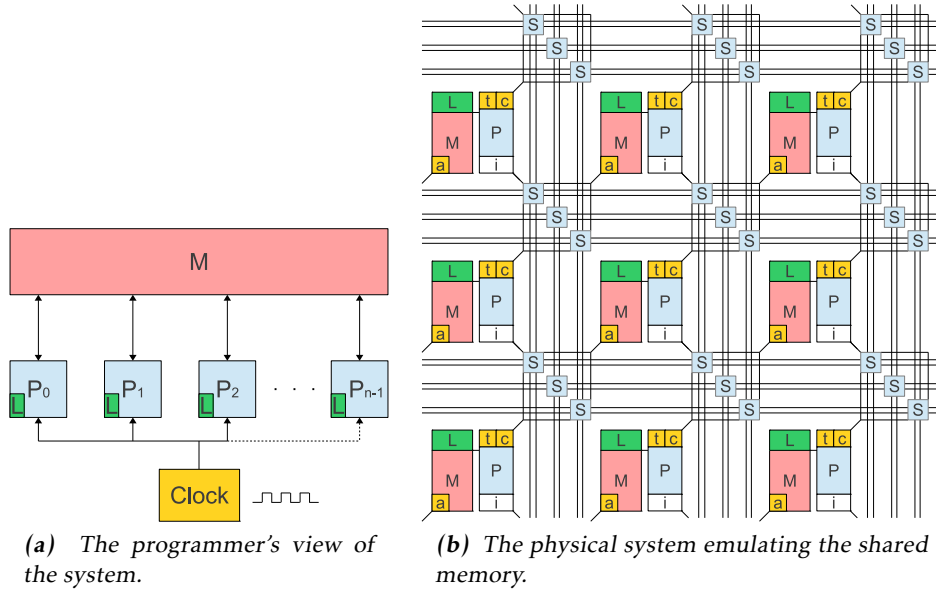 M
P0 P1 P2 . . . Pn-1
L L L L
Clock
(a) The programmer's view of
the system.
S S S
S S S
S S S
L t c L t c L t c
M P M P M P
a i a i a i
S S S
S S S
S S S
L t c L t c L t c
M P M P M P
a i a i a i
S S S
S S S
S S S
L t c L t c L t c
M P M P M P
a i a i a i
(b) The physical system emulating the shared
memory.